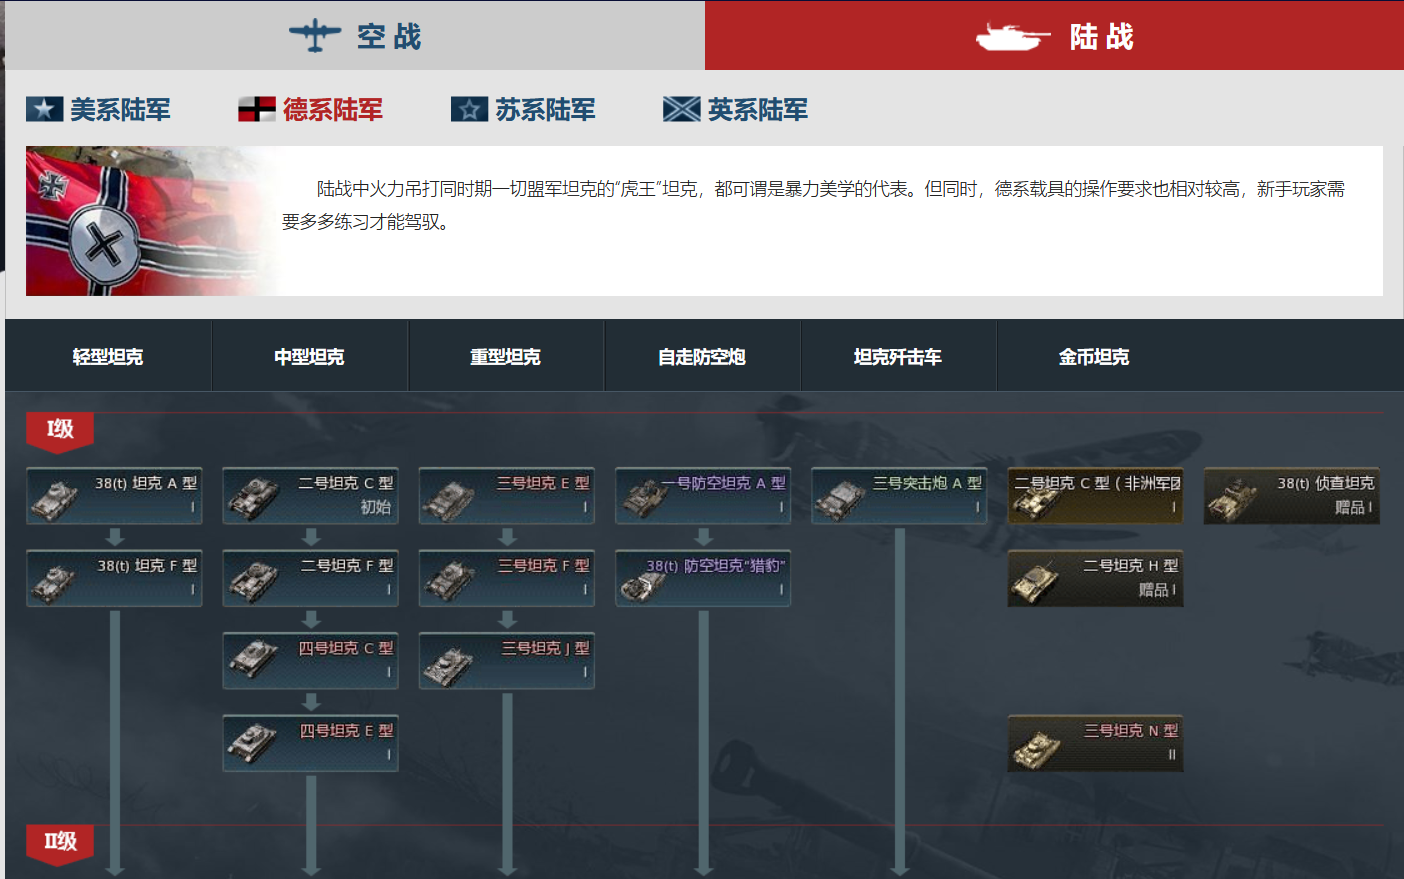 空战
陆战
美系陆军
德系陆军
苏系陆军
英系陆军
陆战中火力吊打同时期一切盟军坦克的“虎王”坦克，都可谓是暴力美学的代表。但同时，德系载具的操作要求也相对较高，新手玩家需
要多多练习才能驾驭。
轻型坦克
中型坦克
重型坦克
自走防空炮
坦克歼击车
金币坦克
I级
38(t) 坦克 A 型
I
二号坦克 C 型
初始
三号坦克 E 型
I
一号防空坦克 A 型
I
三号突击炮 A 型
I
二号坦克 C 型（非洲军团
I
38(t) 侦查坦克
赠品 I
38(t) 坦克 F 型
I
二号坦克 F 型
I
三号坦克 F 型
I
38(t) 防空坦克“猎豹”
I
二号坦克 H 型
赠品 I
四号坦克 C 型
I
三号坦克 J 型
I
四号坦克 E 型
I
三号坦克 N 型
II
II级